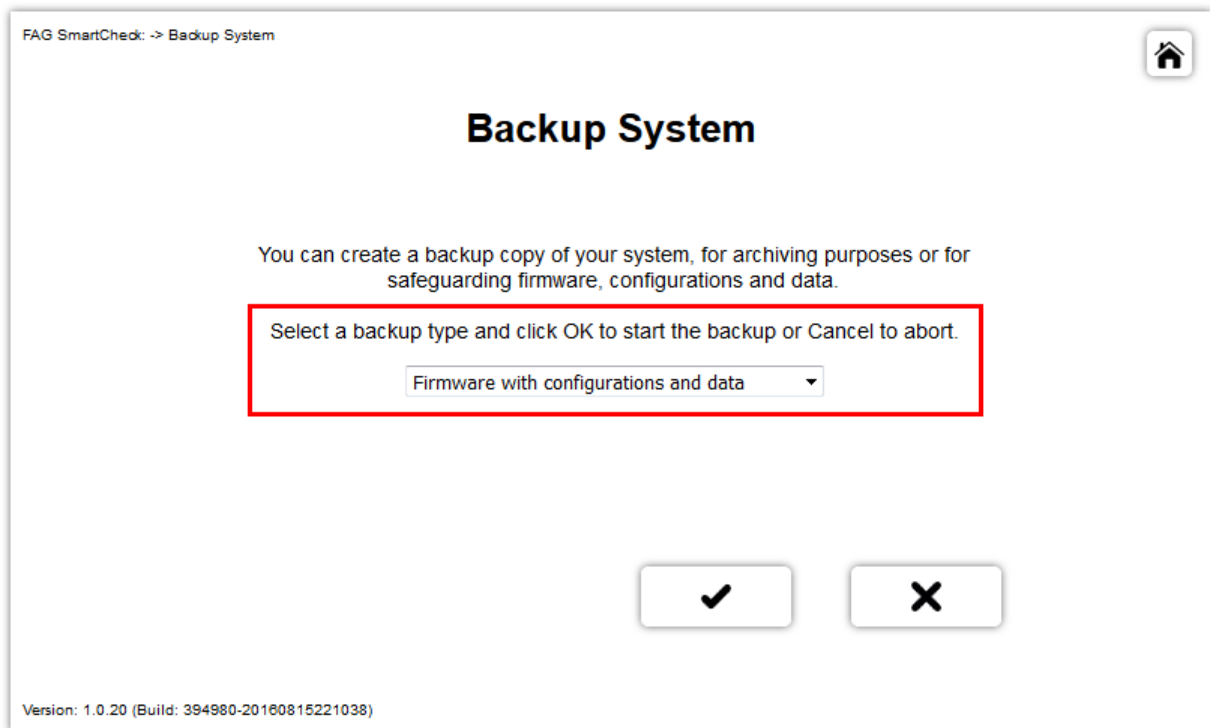 FAG SmartCheck: -> Backup System
Backup System
You can create a backup copy of your system, for archiving purposes or for
safeguarding firmware, configurations and data.
Select a backup type and click OK to start the backup or Cancel to abort.
Firmware with configurations and data
Version: 1.0.20 (Build: 394980-20160815221038)